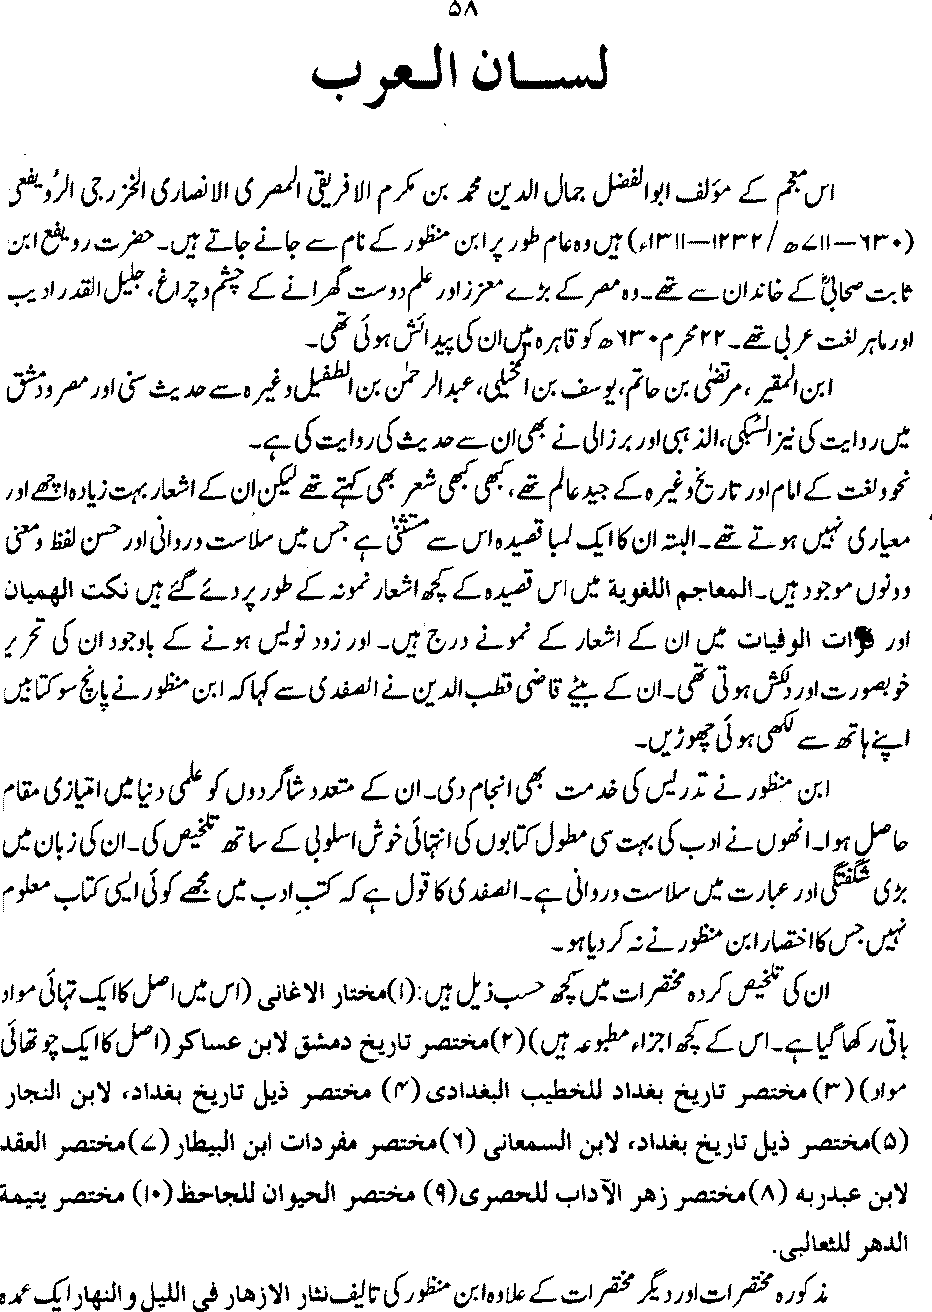 ۵۸
لسان العرب
اس معجم کے مؤلف ابوالفضل جمال الدین محمد بن مکرم الافریقی المصری الانصاری الخزرجی الرُویفعی
(۶۳۰–۷۱۱ھ/۱۲۳۲–۱۳۱۱ء) ہیں وہ عام طور پر ابن منظور کے نام سے جانے جاتے ہیں۔ حضرت رویفع ابن
ثابت صحابیؓ کے خاندان سے تھے۔ وہ مصر کے بڑے معزز اور علم دوست گھرانے کے چشم و چراغ، جلیل القدر ادیب
اور ماہر لغت عربی تھے۔ ۲۲ محرم ۶۳۰ھ کو قاہرہ میں ان کی پیدائش ہوئی تھی۔
ابن المقیر، مرتضیٰ بن حاتم، یوسف بن المخیلی، عبدالرحمٰن بن الطفیل وغیرہ سے حدیث سنی اور مصر و دمشق
میں روایت کی نیز السُبکی، الذہبی اور برزالی نے بھی ان سے حدیث کی روایت کی ہے۔
نحو و لغت کے امام اور تاریخ وغیرہ کے جید عالم تھے، کبھی کبھی شعر بھی کہتے تھے لیکن ان کے اشعار بہت زیادہ اچھے اور
معیاری نہیں ہوتے تھے۔ البتہ ان کا ایک لمبا قصیدہ اس سے مستثنیٰ ہے جس میں سلاست و روانی اور حسن لفظ و معنی
دونوں موجود ہیں۔ المعاجم اللغویة میں اس قصیدہ کے کچھ اشعار نمونہ کے طور پر دئے گئے ہیں نکت الھمیان
اور فوات الوفیات میں ان کے اشعار کے نمونے درج ہیں۔ اور زود نویس ہونے کے باوجود ان کی تحریر
خوبصورت اور دلکش ہوتی تھی۔ ان کے بیٹے قاضی قطب الدین نے الصفدی سے کہا کہ ابن منظور نے پانچ سو کتابیں
اپنے ہاتھ سے لکھی ہوئی چھوڑیں۔
ابن منظور نے تدریس کی خدمت بھی انجام دی۔ ان کے متعدد شاگردوں کو علمی دنیا میں امتیازی مقام
حاصل ہوا۔ انھوں نے ادب کی بہت سی مطول کتابوں کی انتہائی خوش اسلوبی کے ساتھ تلخیص کی۔ ان کی زبان میں
بڑی شگفتگی اور عبارت میں سلاست و روانی ہے۔ الصفدی کا قول ہے کہ کتبِ ادب میں مجھے کوئی ایسی کتاب معلوم
نہیں جس کا اختصار ابن منظور نے نہ کر دیا ہو۔
ان کی تلخیص کردہ مختصرات میں کچھ حسب ذیل ہیں: (۱) مختار الاغانی (اس میں اصل کا ایک تہائی مواد
باقی رکھا گیا ہے۔ اس کے کچھ اجزاء مطبوعہ ہیں) (۲) مختصر تاریخ دمشق لابن عساکر (اصل کا ایک چوتھائی
مواد) (۳) مختصر تاریخ بغداد للخطیب البغدادی (۴) مختصر ذیل تاریخ بغداد، لابن النجار
(۵) مختصر ذیل تاریخ بغداد، لابن السمعانی (۶) مختصر مفردات ابن البیطار (۷) مختصر العقد
لابن عبدربه (۸) مختصر زهر الآداب للحصری (۹) مختصر الحیوان للجاحظ (۱۰) مختصر یتیمة
الدهر للثعالبی.
مذکورہ مختصرات اور دیگر مختصرات کے علاوہ ابن منظور کی تالیف نثار الازهار فی اللیل والنهار ایک عمدہ